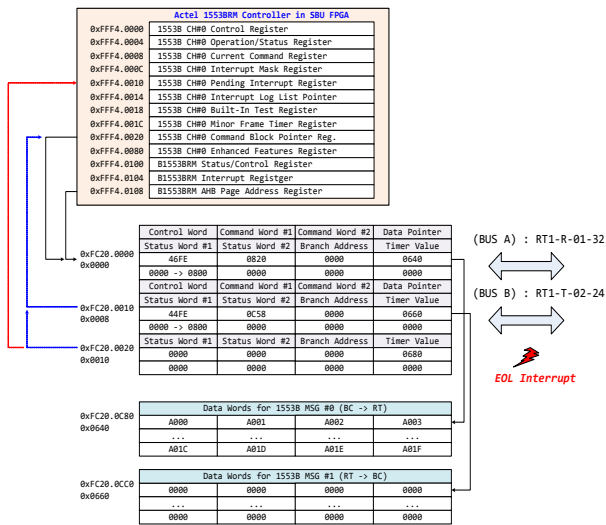 Actel 1553BRM Controller in SBU FPGA
0xFFF4.0000 1553B CH#0 Control Register
0xFFF4.0004 1553B CH#0 Operation/Status Register
0xFFF4.0008 1553B CH#0 Current Command Register
0xFFF4.000C 1553B CH#0 Interrupt Mask Register
0xFFF4.0010 1553B CH#0 Pending Interrupt Register
0xFFF4.0014 1553B CH#0 Interrupt Log List Pointer
0xFFF4.0018 1553B CH#0 Built-In Test Register
0xFFF4.001C 1553B CH#0 Minor Frame Timer Register
0xFFF4.0020 1553B CH#0 Command Block Pointer Reg.
0xFFF4.0080 1553B CH#0 Enhanced Features Register
0xFFF4.0100 B1553BRM Status/Control Register
0xFFF4.0104 B1553BRM Interrupt Registger
0xFFF4.0108 B1553BRM AHB Page Address Register
Control Word Command Word #1 Command Word #2 Data Pointer
Status Word #1 Status Word #2 Branch Address Timer Value
0xFC20.0000
0x0000
46FE 0820 0000 0640
0000 -> 0800 0000 0000 0000
Control Word Command Word #1 Command Word #2 Data Pointer
Status Word #1 Status Word #2 Branch Address Timer Value
0xFC20.0010
0x0008
44FE 0C58 0000 0660
0000 -> 0800 0000 0000 0000
Status Word #1 Status Word #2 Branch Address Timer Value
0xFC20.0020
0x0010
0000 0000 0000 0680
0000 0000 0000 0000
(BUS A) : RT1-R-01-32
(BUS B) : RT1-T-02-24
EOL Interrupt
Data Words for 1553B MSG #0 (BC -> RT)
0xFC20.0C80
0x0640
A000 A001 A002 A003
... ... ... ...
A01C A01D A01E A01F
Data Words for 1553B MSG #1 (RT -> BC)
0xFC20.0CC0
0x0660
0000 0000 0000 0000
... ... ... ...
0000 0000 0000 0000